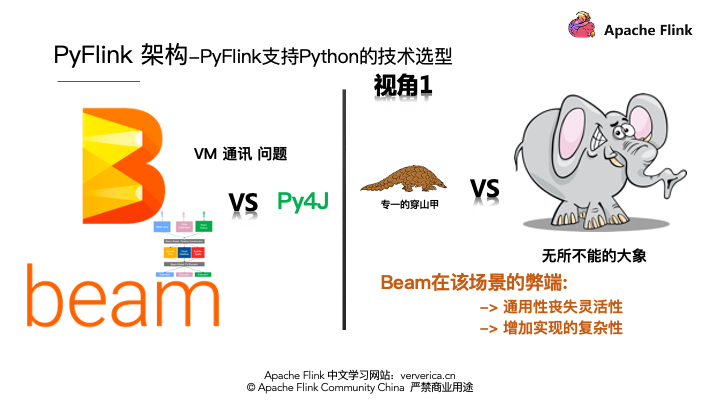 Apache Flink
PyFlink 架构-PyFlink支持Python的技术选型
视角1
VM 通讯 问题
VS Py4J
beam
专一的穿山甲
VS
无所不能的大象
Beam在该场景的弊端:
-> 通用性丧失灵活性
-> 增加实现的复杂性
Apache Flink 中文学习网站：ververica.cn
© Apache Flink Community China 严禁商业用途